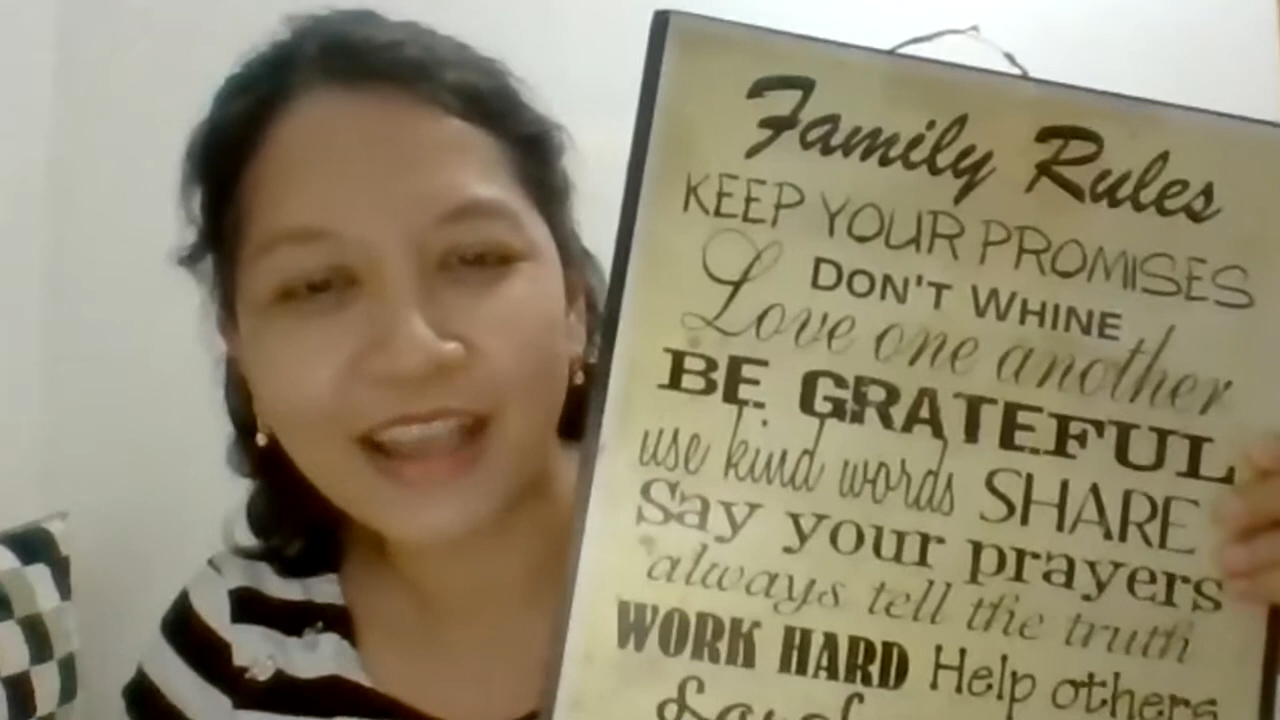 Family Rules
KEEP YOUR PROMISES
DON'T WHINE
Love one another
BE GRATEFUL
use kind words SHARE
Say your prayers
always tell the truth
WORK HARD Help others